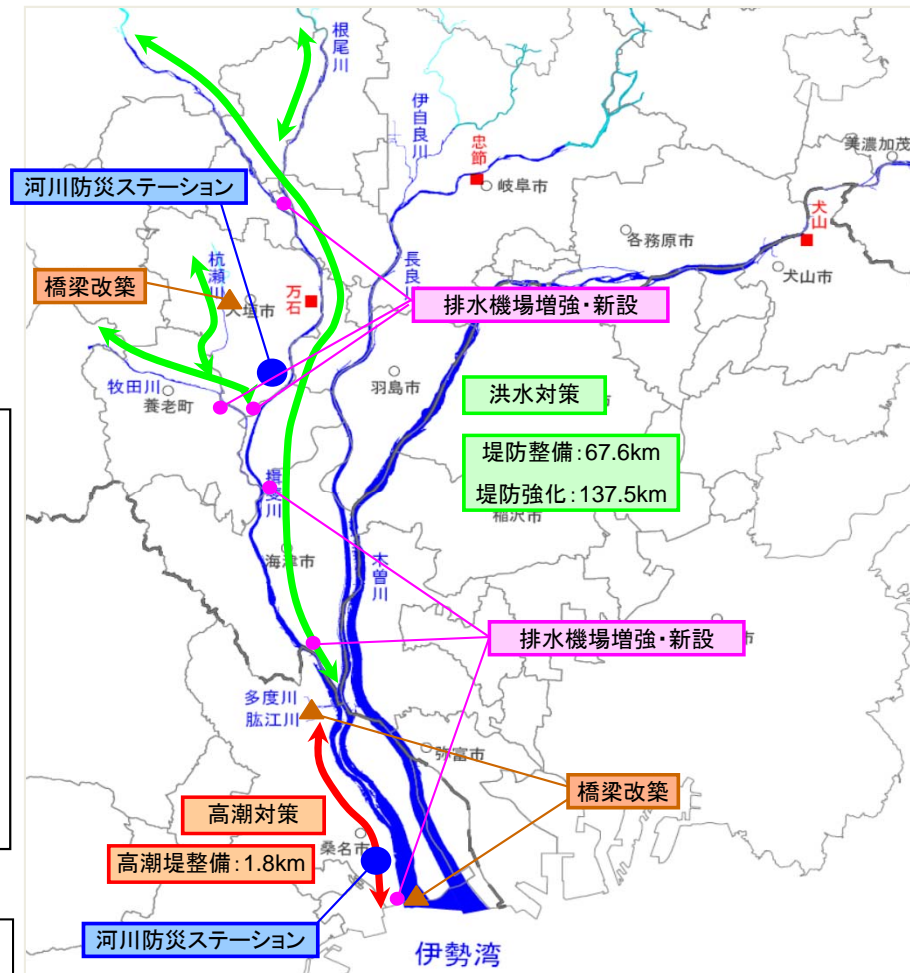 根尾川
伊自良川
忠節
岐阜市
美濃加茂
河川防災ステーション
犬山
各務原市
犬山市
杭瀬川
長良川
橋梁改築
大垣市
万石
排水機場増強・新設
牧田川
養老町
羽島市
洪水対策
市
堤防整備:67.6km
堤防強化:137.5km
揖斐川
稲沢市
海津市
木曽川
排水機場増強・新設
市
多度川
肱江川
弥富市
橋梁改築
高潮対策
桑名市
高潮堤整備:1.8km
河川防災ステーション
伊勢湾